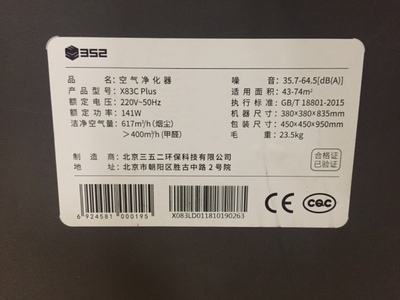 352
品 名：空气净化器
产品型号：X83C Plus
额定电压：220V~50Hz
额定功率：141W
洁净空气量：617m³/h (烟尘)
＞400m³/h (甲醛)
噪 音：35.7-64.5[dB(A)]
适用面积：43-74m²
执行标准：GB/T 18801-2015
机器尺寸：380×380×835mm
包装尺寸：450×450×950mm
毛 重：23.5kg
制 造 商：北京三五二环保科技有限公司
地 址：北京市朝阳区胜古中路2号院
合格证
已验证
6 924581 000195
X083LD011810190263
CQC